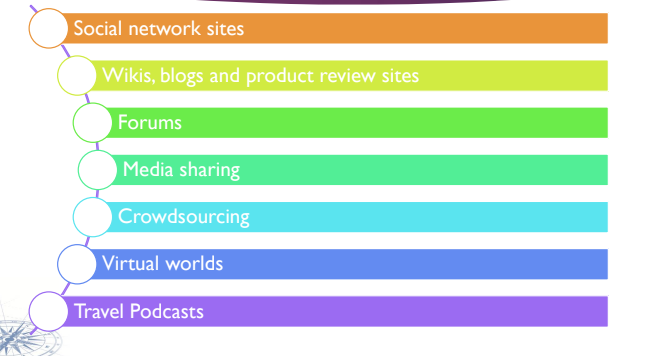 Social network sites
Wikis, blogs and product review sites
Forums
Media sharing
Crowdsourcing
Virtual worlds
Travel Podcasts